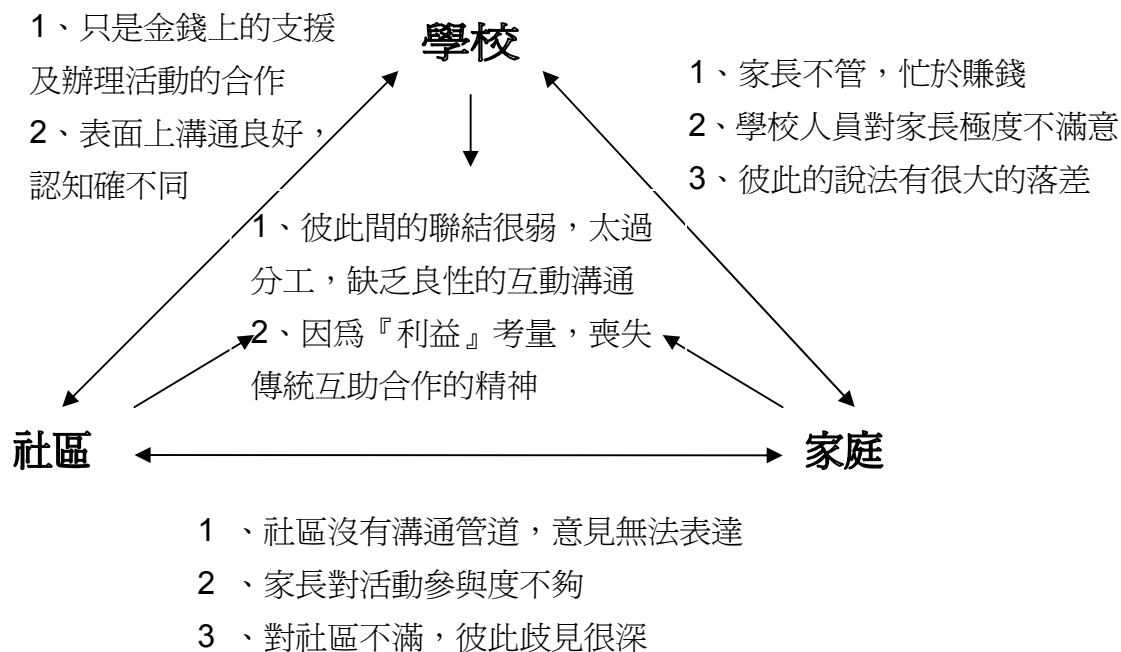 學校
1、只是金錢上的支援
及辦理活動的合作
2、表面上溝通良好，
認知確不同
1、家長不管，忙於賺錢
2、學校人員對家長極度不滿意
3、彼此的說法有很大的落差
1、彼此間的聯結很弱，太過
分工，缺乏良性的互動溝通
2、因為『利益』考量，喪失
傳統互助合作的精神
社區
家庭
1 、社區沒有溝通管道，意見無法表達
2 、家長對活動參與度不夠
3 、對社區不滿，彼此歧見很深